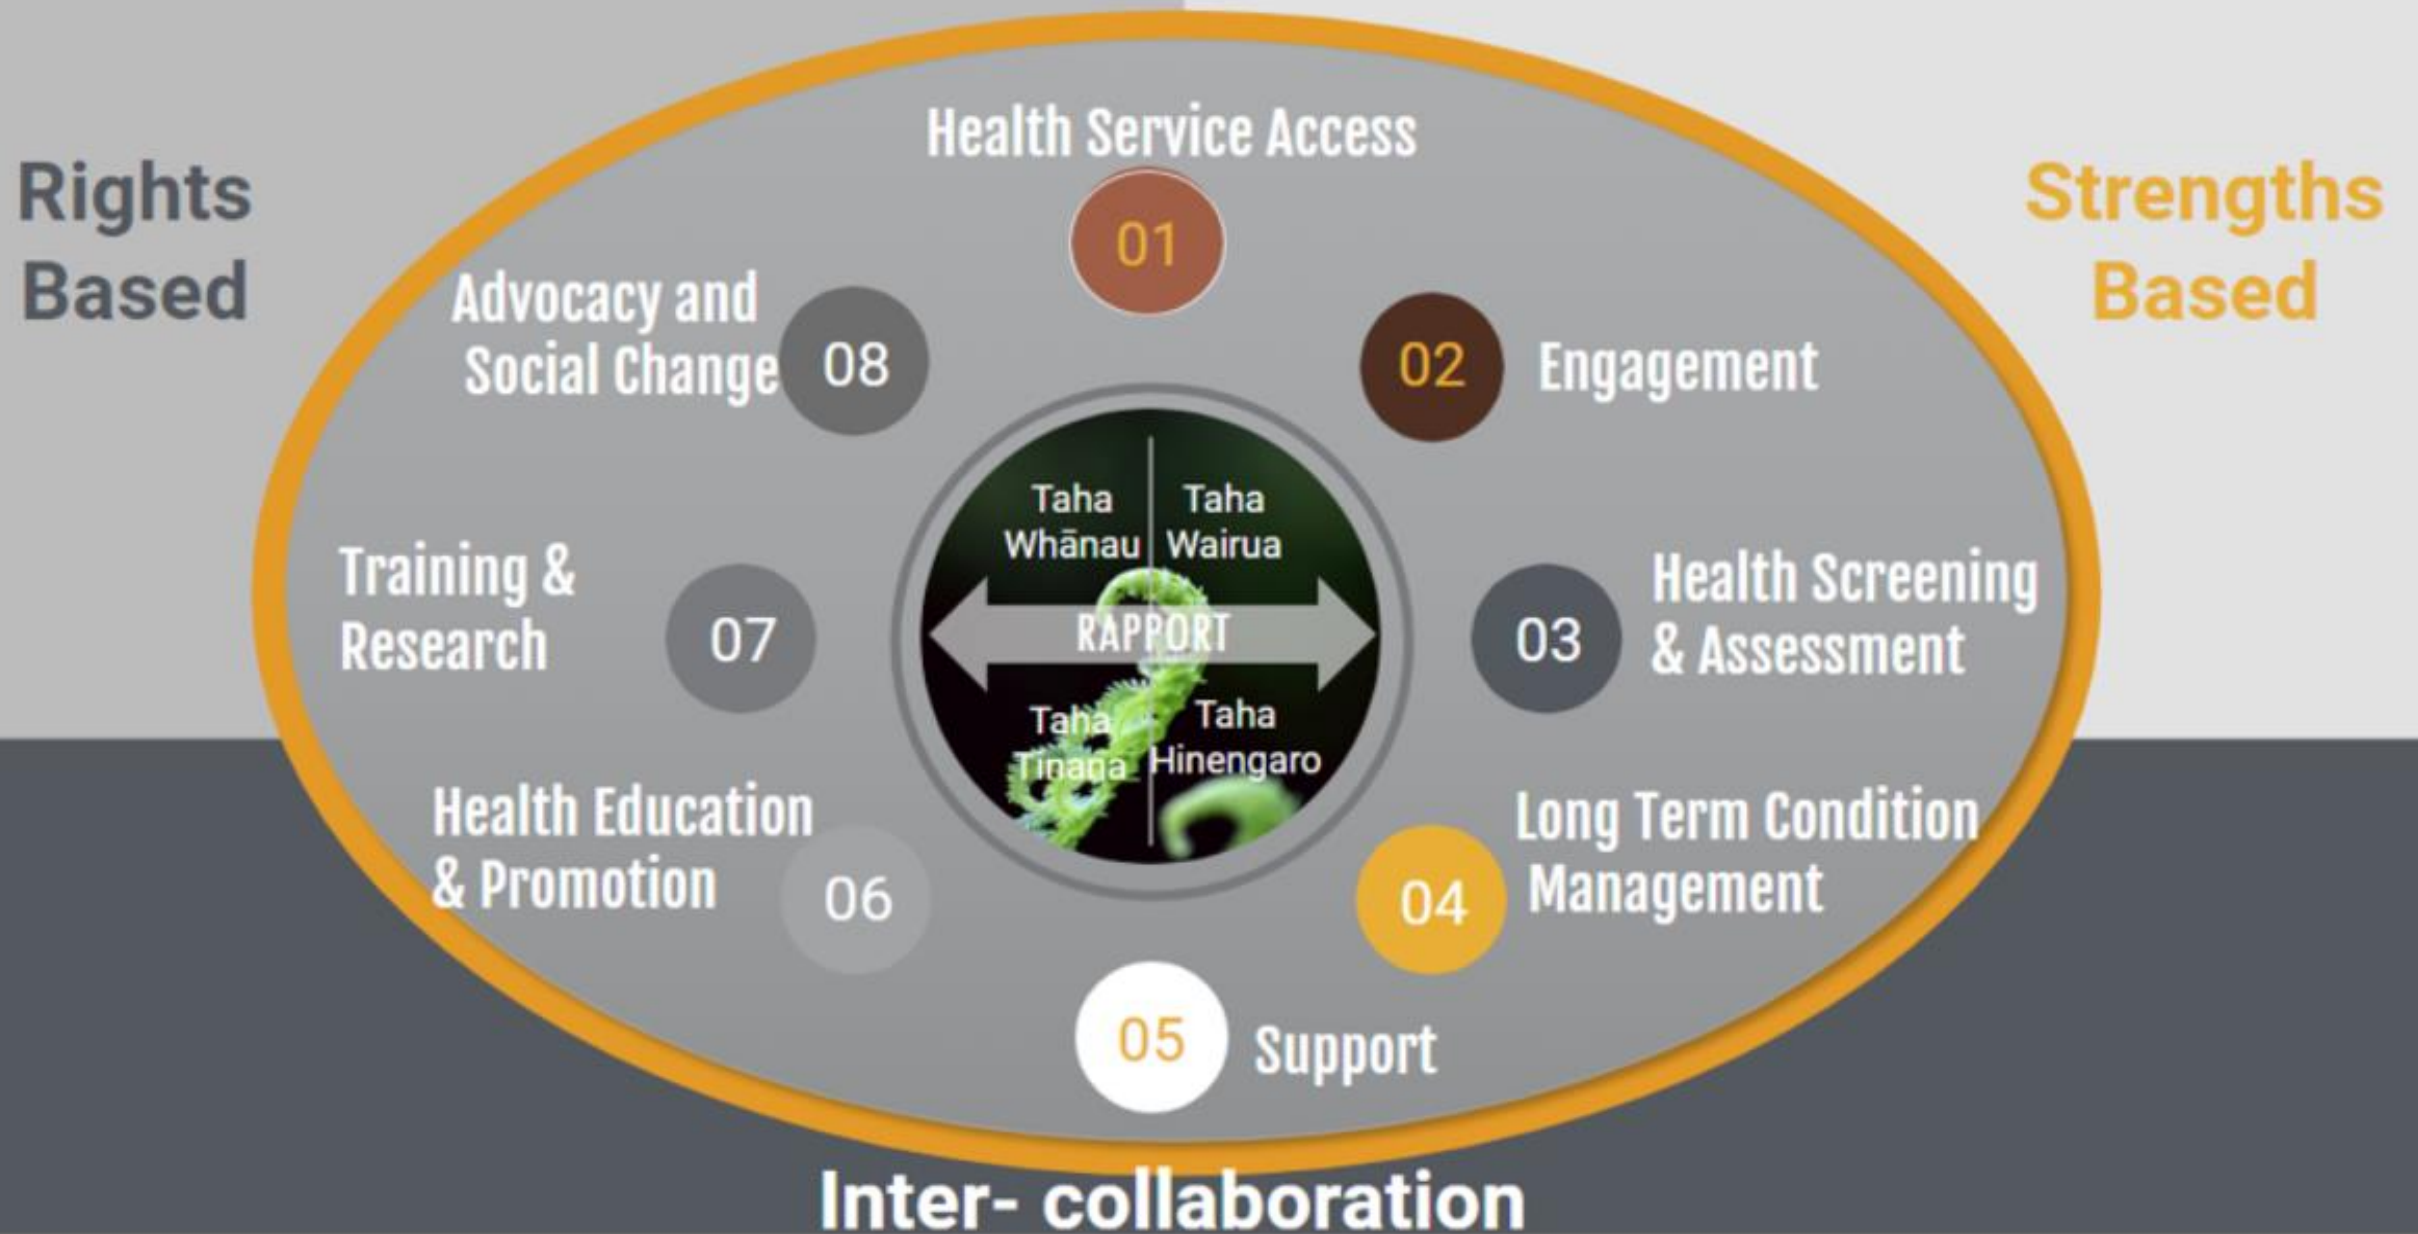 Rights
Based
Strengths
Based
Health Service Access
01
02
Engagement
03
Health Screening
& Assessment
04
Long Term Condition
Management
05
Support
06
Health Education
& Promotion
07
Training &
Research
08
Advocacy and
Social Change
Taha
Whānau
Taha
Wairua
RAPPORT
Taha
Tīnana
Taha
Hinengaro
Inter- collaboration